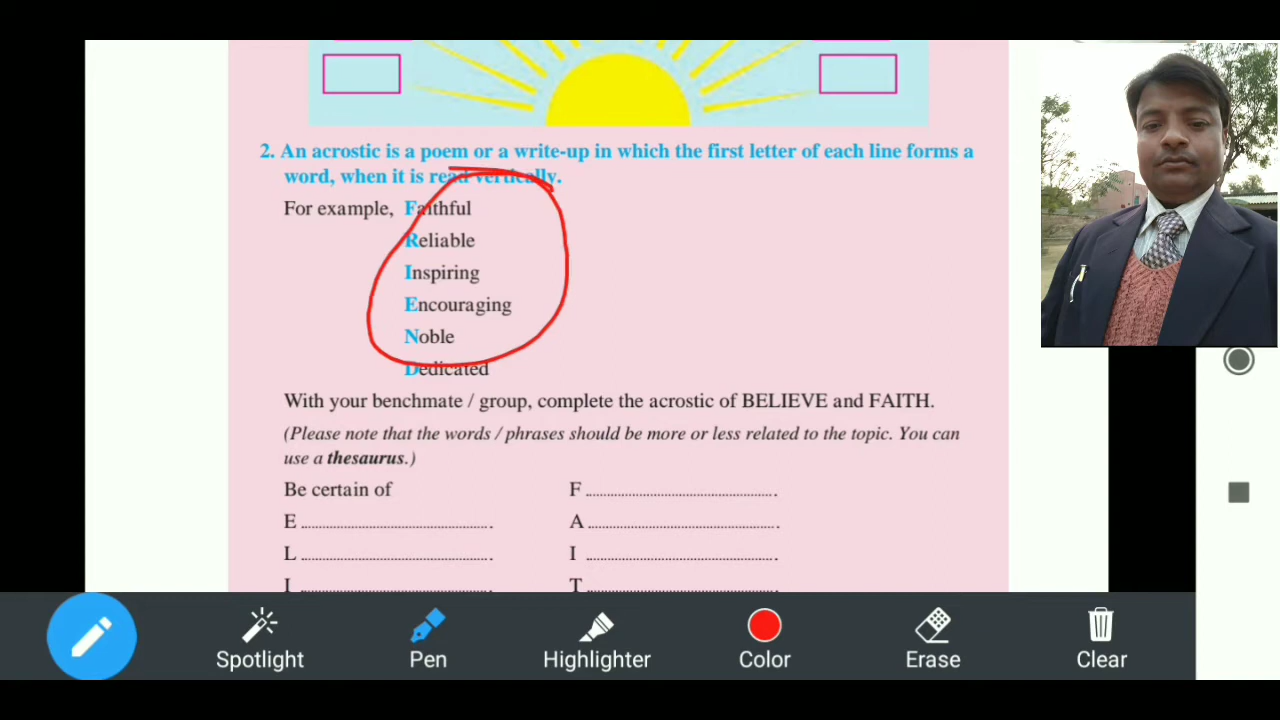 2. An acrostic is a poem or a write-up in which the first letter of each line forms a
word, when it is read vertically.
For example, Faithful
Reliable
Inspiring
Encouraging
Noble
Dedicated
With your benchmate / group, complete the acrostic of BELIEVE and FAITH.
(Please note that the words / phrases should be more or less related to the topic. You can
use a thesaurus.)
Be certain of
F ........................................ .
E ........................................ .
A ........................................ .
L ........................................ .
I ........................................ .
I ........................................ .
T ........................................ .
Spotlight
Pen
Highlighter
Color
Erase
Clear